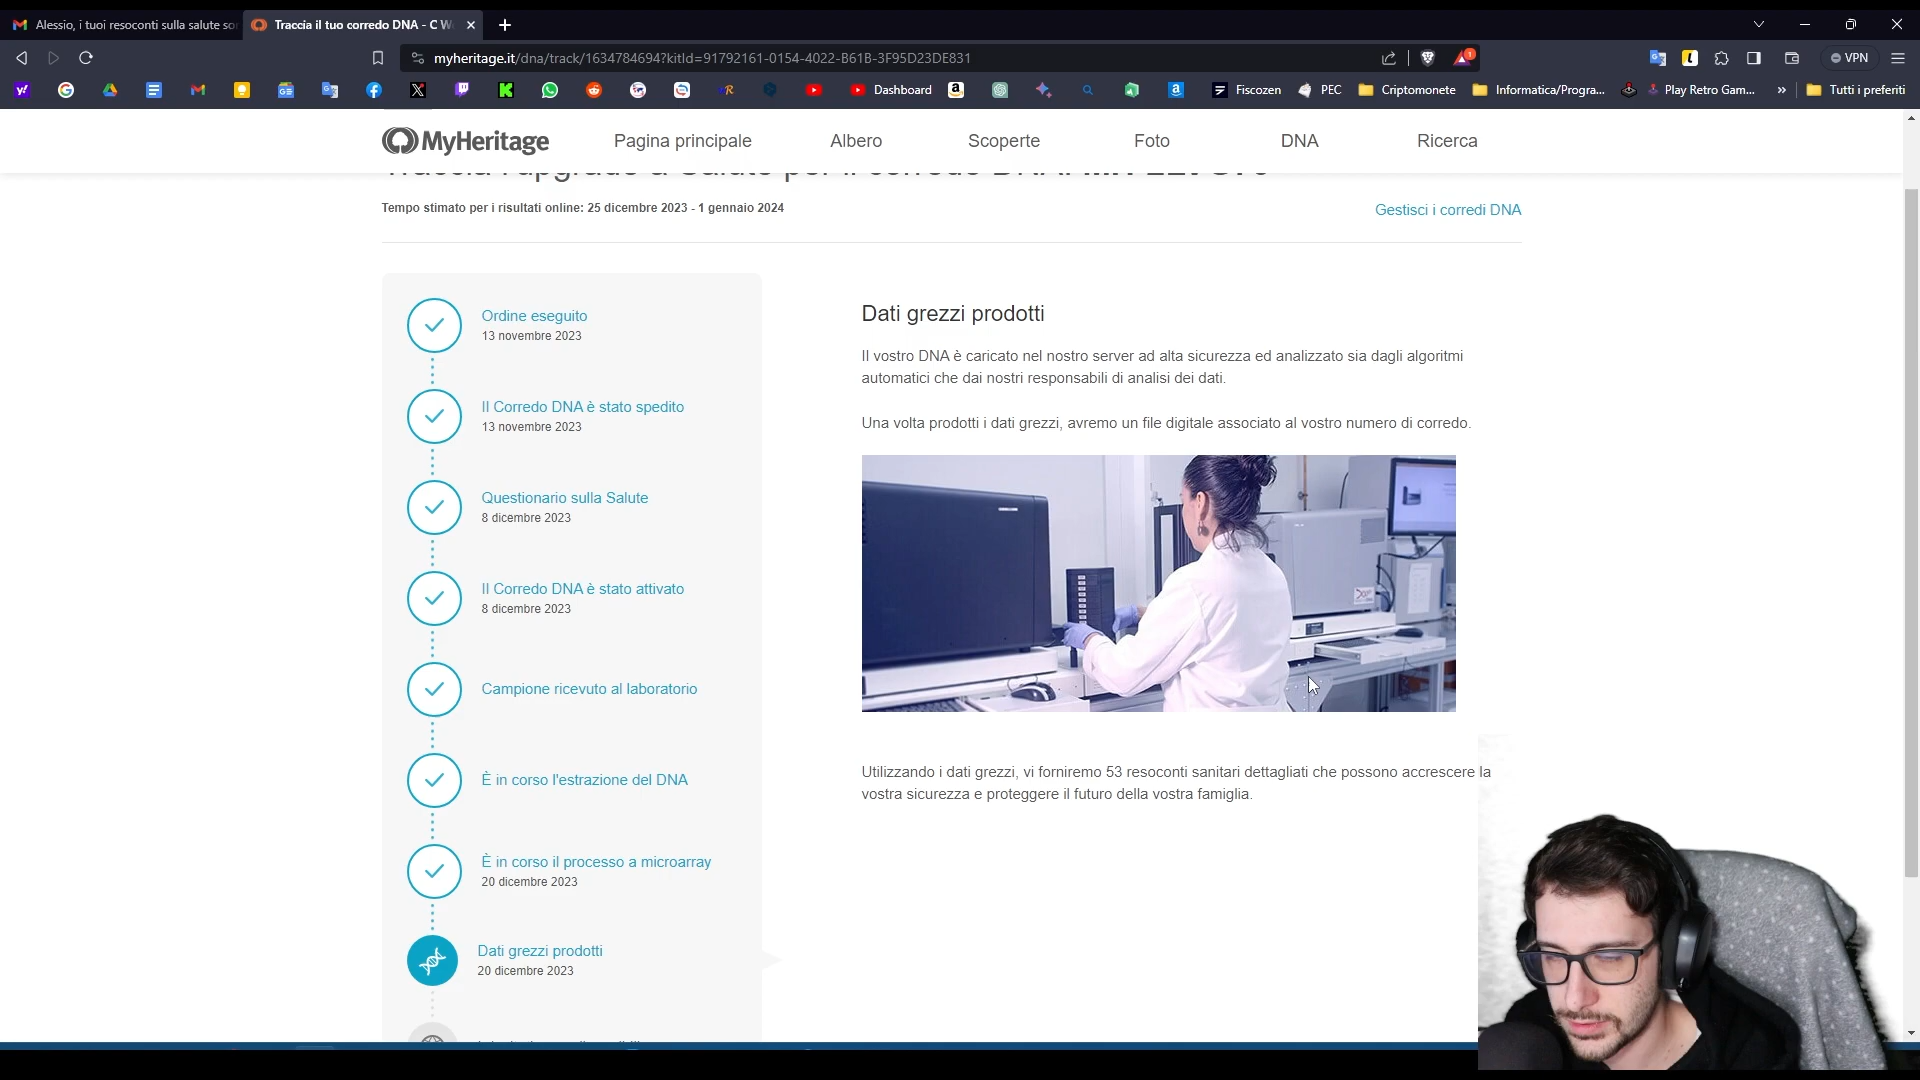 Alessio, i tuoi resoconti sulla salute so
Traccia il tuo corredo DNA - C W
myheritage.it/dna/track/1634784694?kitId=91792161-0154-4022-B61B-3F95D23DE831
1
VPN
Dashboard
Fiscozen
PEC
Criptomonete
Informatica/Progra...
Play Retro Gam...
Tutti i preferiti
MyHeritage
Pagina principale
Albero
Scoperte
Foto
DNA
Ricerca
Tempo stimato per i risultati online: 25 dicembre 2023 - 1 gennaio 2024
Gestisci i corredi DNA
Ordine eseguito
13 novembre 2023
Il Corredo DNA è stato spedito
13 novembre 2023
Questionario sulla Salute
8 dicembre 2023
Il Corredo DNA è stato attivato
8 dicembre 2023
Campione ricevuto al laboratorio
È in corso l'estrazione del DNA
È in corso il processo a microarray
20 dicembre 2023
Dati grezzi prodotti
20 dicembre 2023
Dati grezzi prodotti
Il vostro DNA è caricato nel nostro server ad alta sicurezza ed analizzato sia dagli algoritmi
automatici che dai nostri responsabili di analisi dei dati.
Una volta prodotti i dati grezzi, avremo un file digitale associato al vostro numero di corredo.
Utilizzando i dati grezzi, vi forniremo 53 resoconti sanitari dettagliati che possono accrescere la
vostra sicurezza e proteggere il futuro della vostra famiglia.